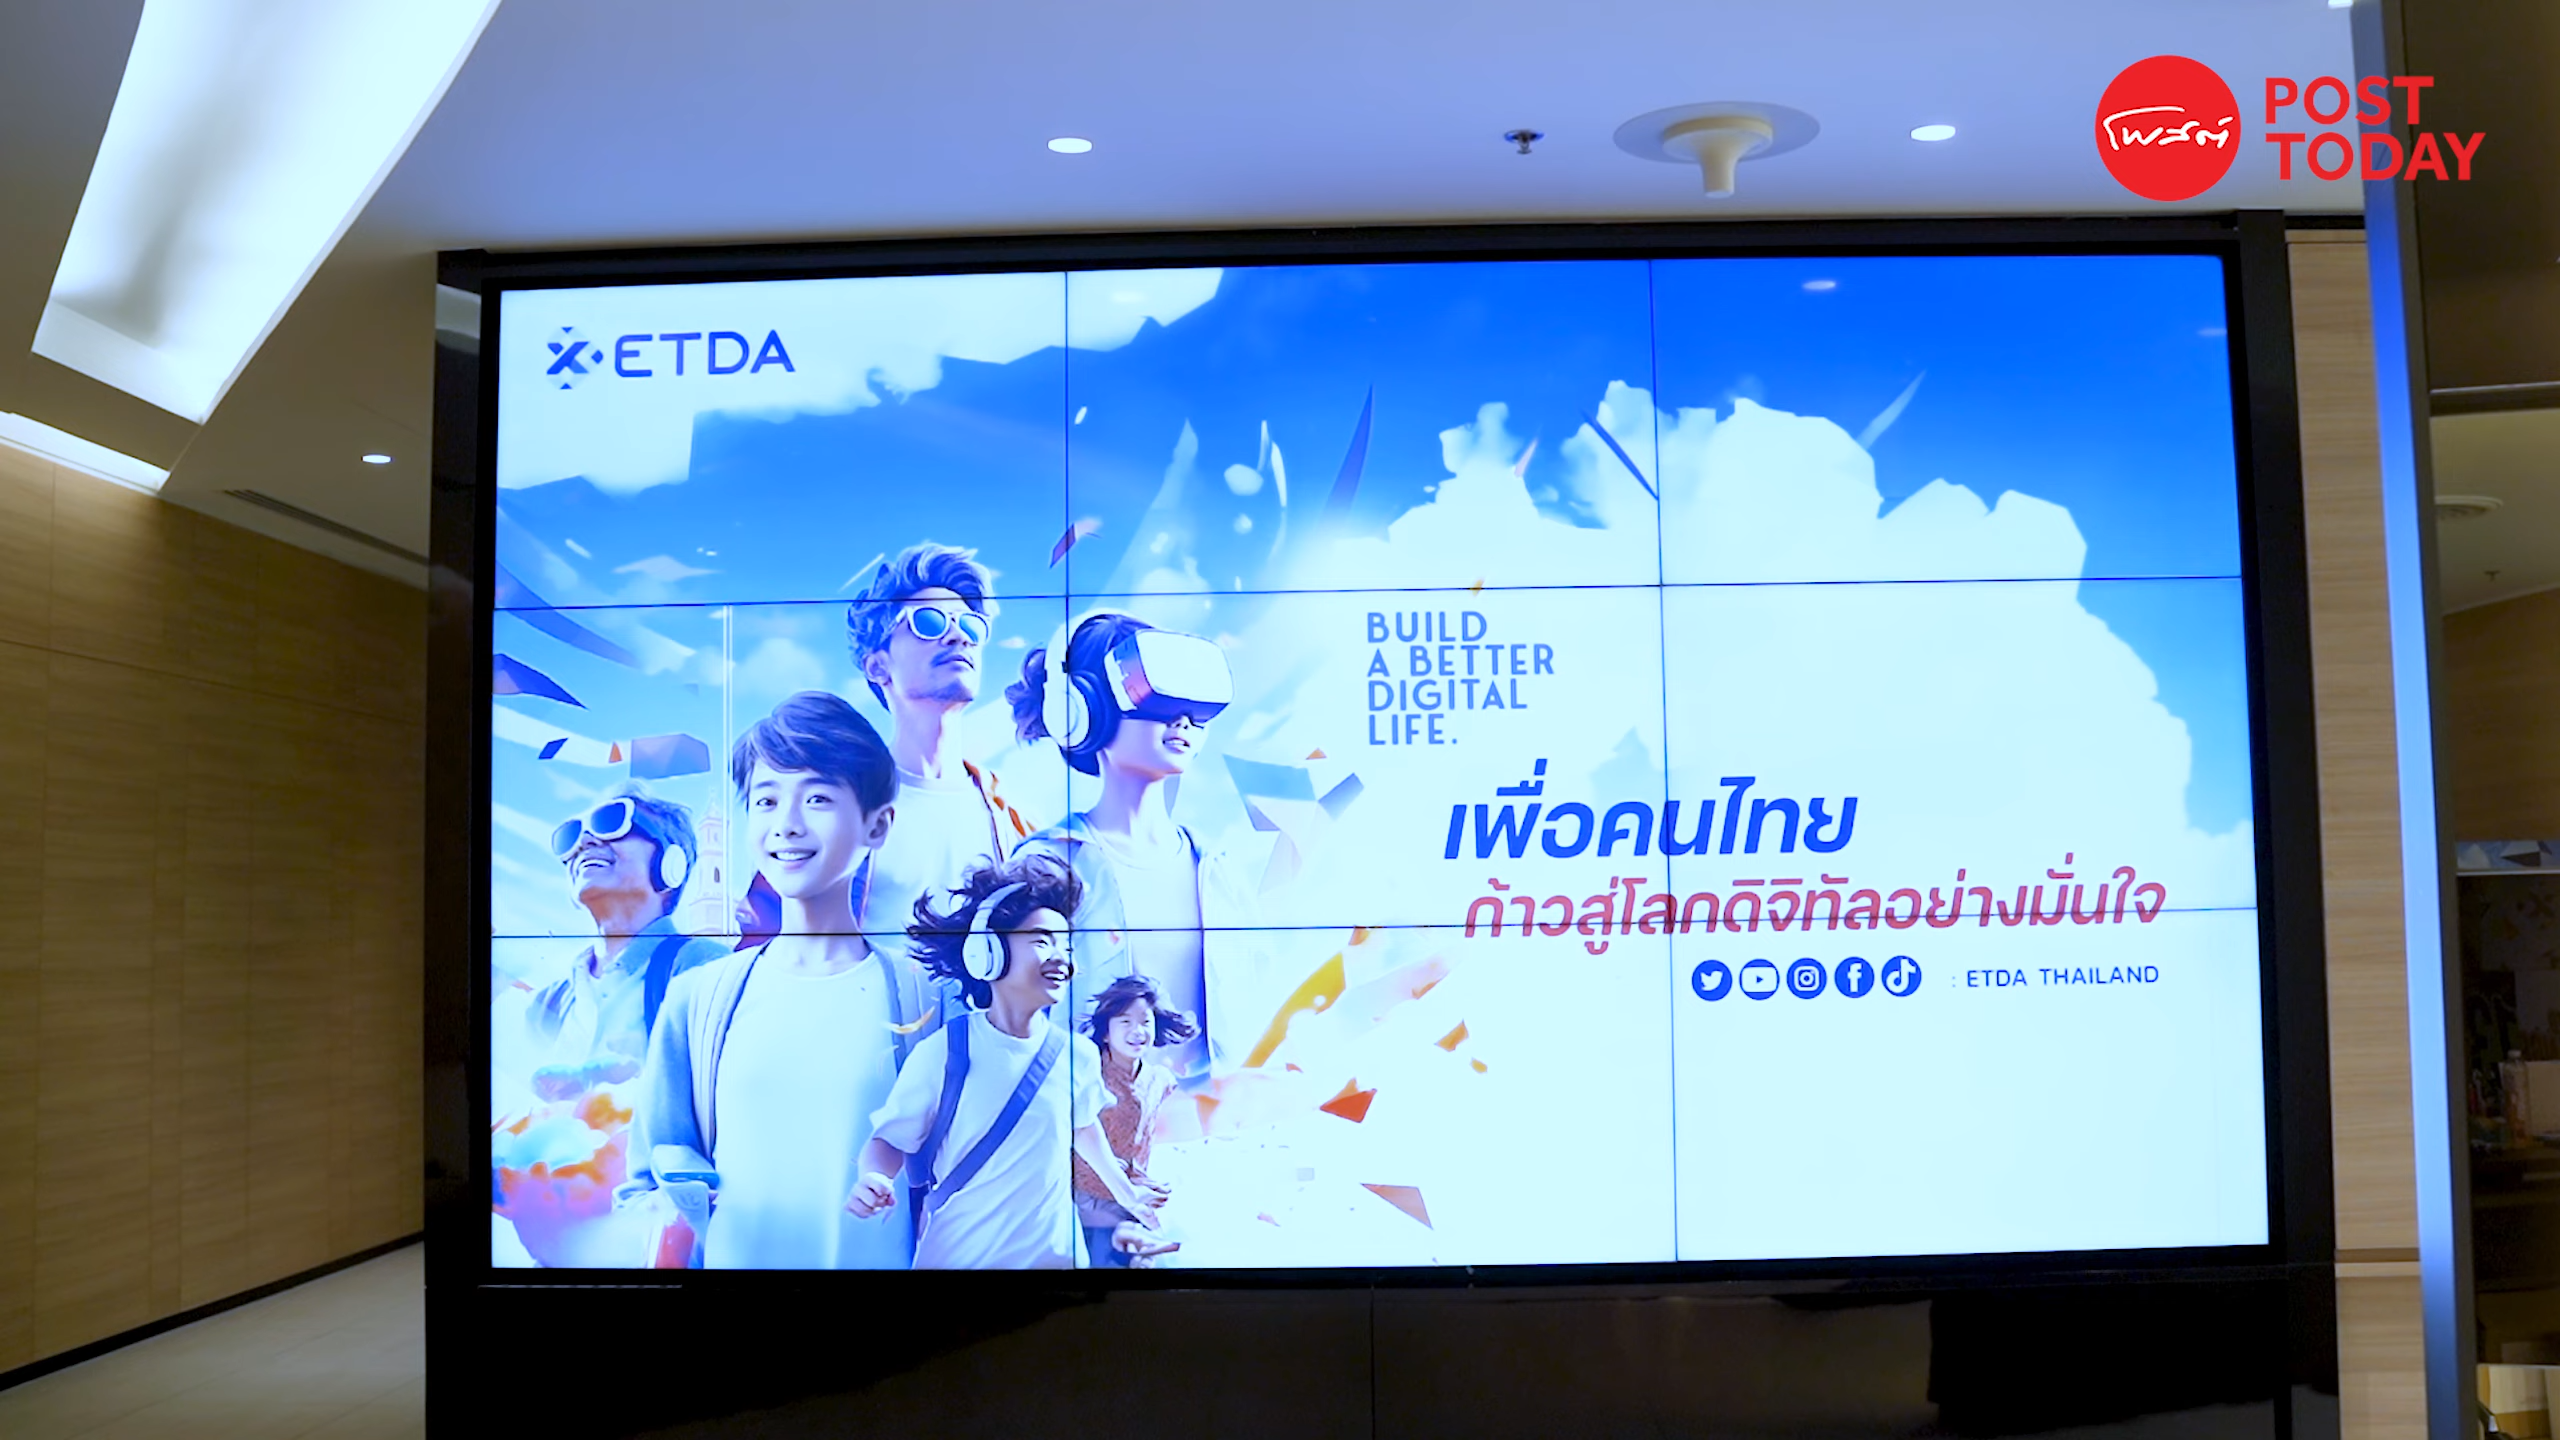 โพสต์
POST
TODAY
ETDA
BUILD
A BETTER
DIGITAL
LIFE.
เพื่อคนไทย
ก้าวสู่โลกดิจิทัลอย่างมั่นใจ
: ETDA THAILAND